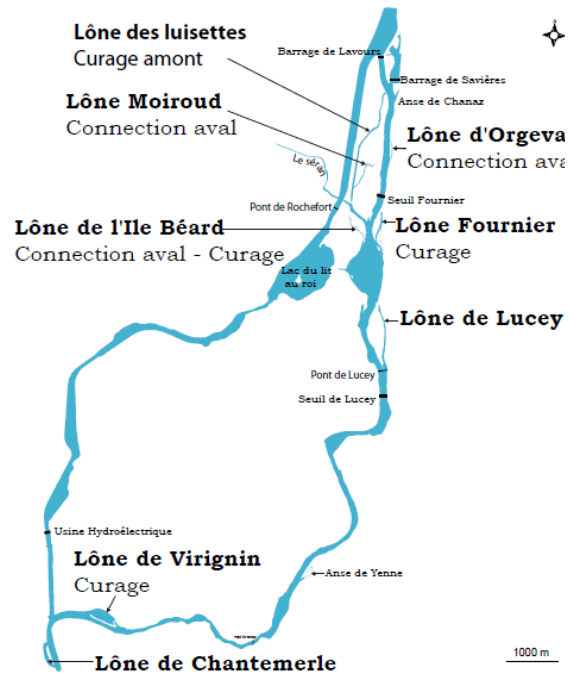 Lône des luisettes
Curage amont
Barrage de Lavours
Barrage de Savières
Anse de Chanaz
Lône Moiroud
Connection aval
Lône d'Orgeva
Connection ava
Le séran
Pont de Rochefort
Seuil Fournier
Lône de l'Ile Béard
Connection aval - Curage
Lône Fournier
Curage
Lac du lit
au roi
Lône de Lucey
Pont de Lucey
Seuil de Lucey
Usine Hydroélectrique
Lône de Virignin
Curage
Anse de Yenne
Lône de Chantemerle
1000 m